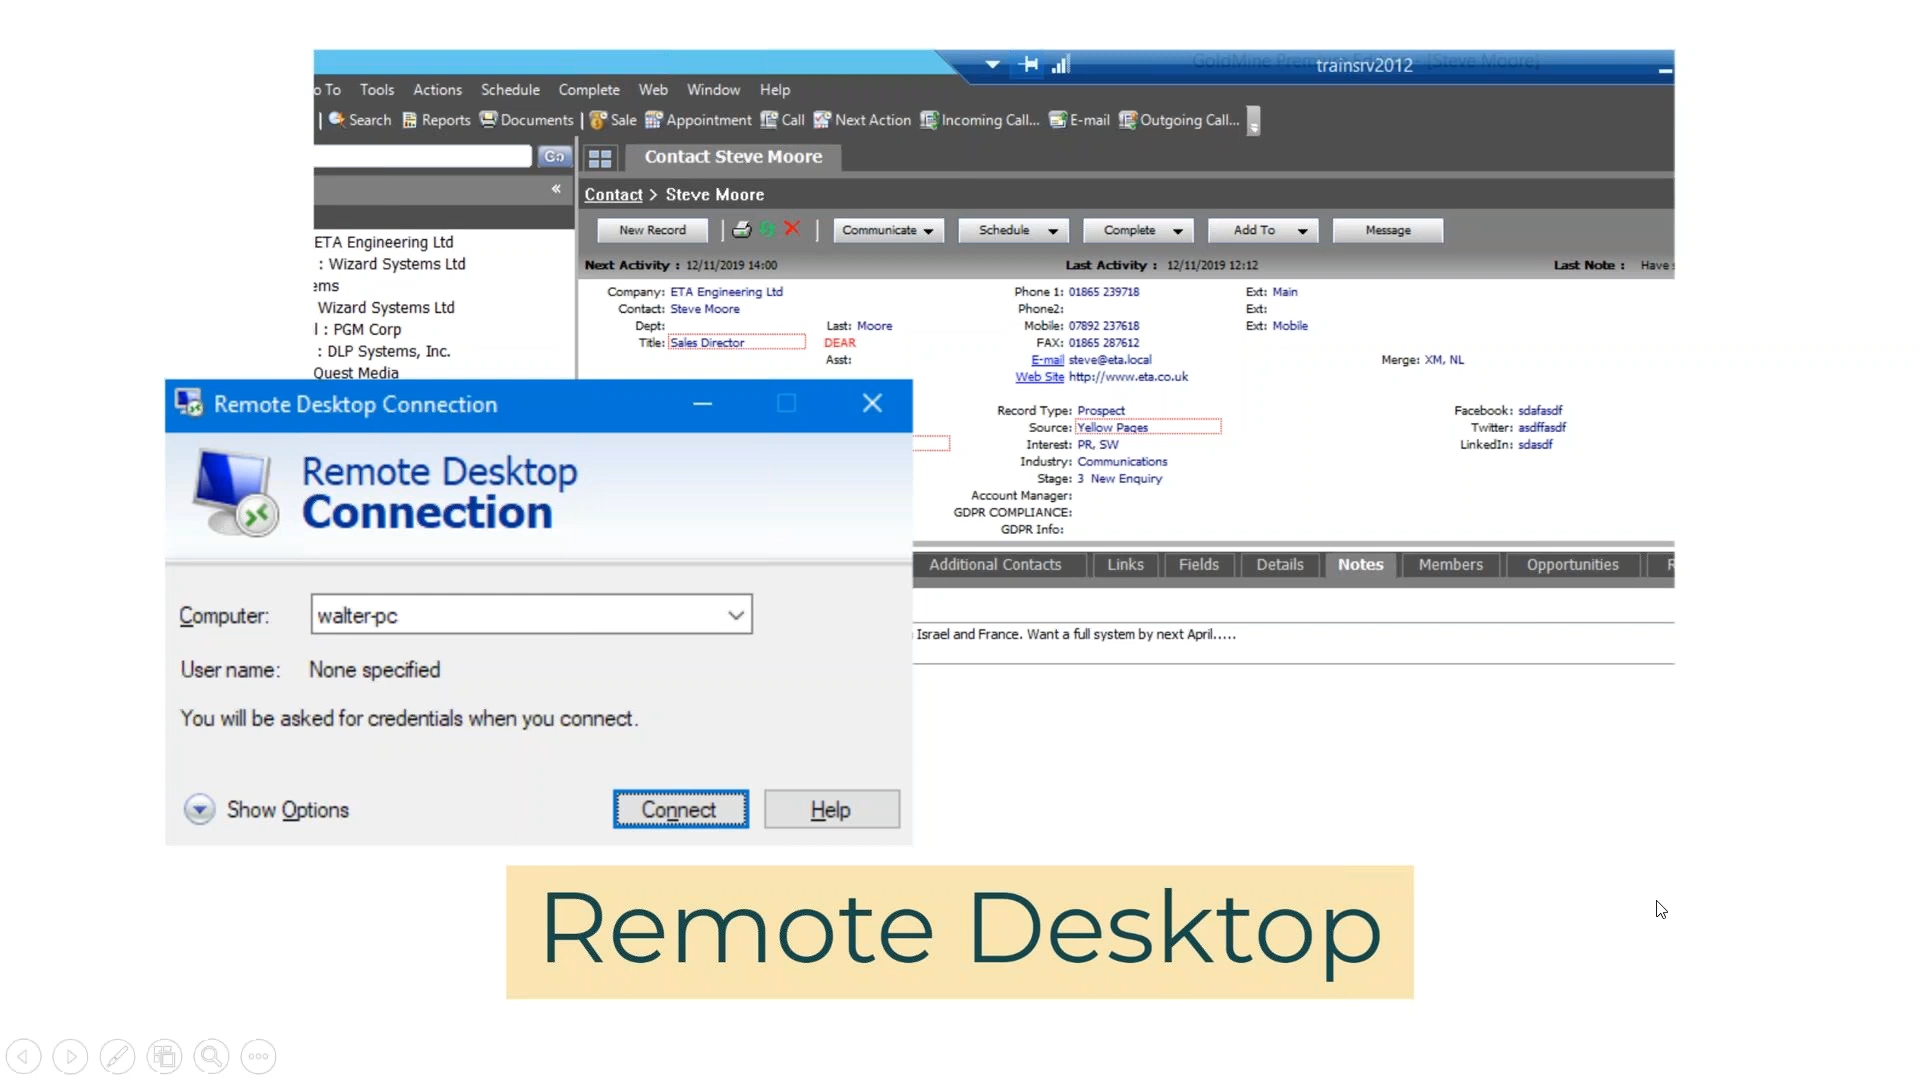 GoldMine Premium Edition - [Steve Moore]
trainsrv2012
o To Tools Actions Schedule Complete Web Window Help
Search Reports Documents Sale Appointment Call Next Action Incoming Call... E-mail Outgoing Call...
Go
Contact Steve Moore
«
Contact > Steve Moore
New Record Communicate Schedule Complete Add To Message
Next Activity : 12/11/2019 14:00 Last Activity : 12/11/2019 12:12 Last Note : Have
ETA Engineering Ltd
: Wizard Systems Ltd
ems
Wizard Systems Ltd
l : PGM Corp
: DLP Systems, Inc.
Quest Media
Company: ETA Engineering Ltd Phone 1: 01865 239718 Ext: Main
Contact: Steve Moore Phone2: Ext:
Dept: Last: Moore Mobile: 07892 237618 Ext: Mobile
Title: Sales Director DEAR FAX: 01865 287612
Asst: E-mail steve@eta.local Merge: XM, NL
Web Site http://www.eta.co.uk
Record Type: Prospect Facebook: sdafasdf
Source: Yellow Pages Twitter: asdffasdf
Interest: PR, SW LinkedIn: sdasdf
Industry: Communications
Stage: 3 New Enquiry
Account Manager:
GDPR COMPLIANCE:
GDPR Info:
Additional Contacts Links Fields Details Notes Members Opportunities
Israel and France. Want a full system by next April.....
Remote Desktop Connection
Remote Desktop
Connection
Computer: walter-pc
User name: None specified
You will be asked for credentials when you connect.
Show Options Connect Help
Remote Desktop